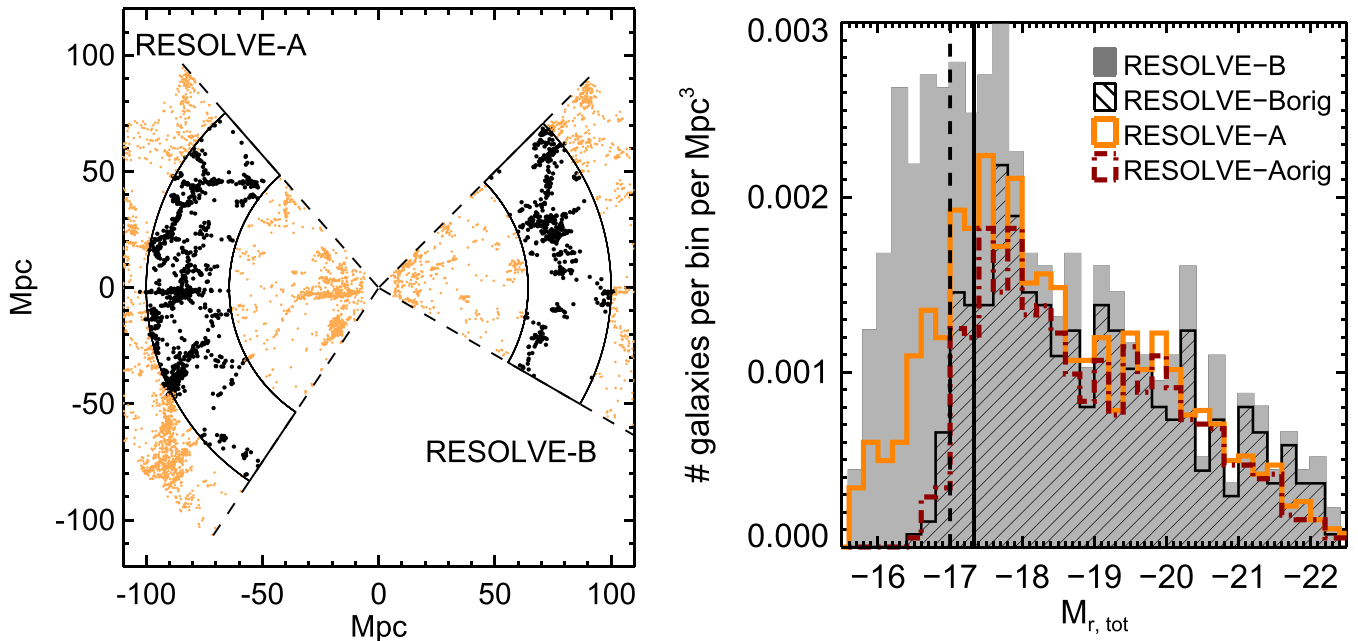 RESOLVE-A
100
50
0
-50
-100
Mpc
RESOLVE-B
-100 -50 0 50 100
Mpc
0.003
0.002
0.001
0.000
# galaxies per bin per Mpc³
RESOLVE−B
RESOLVE−Borig
RESOLVE−A
RESOLVE−Aorig
−16 −17 −18 −19 −20 −21 −22
Mr, tot